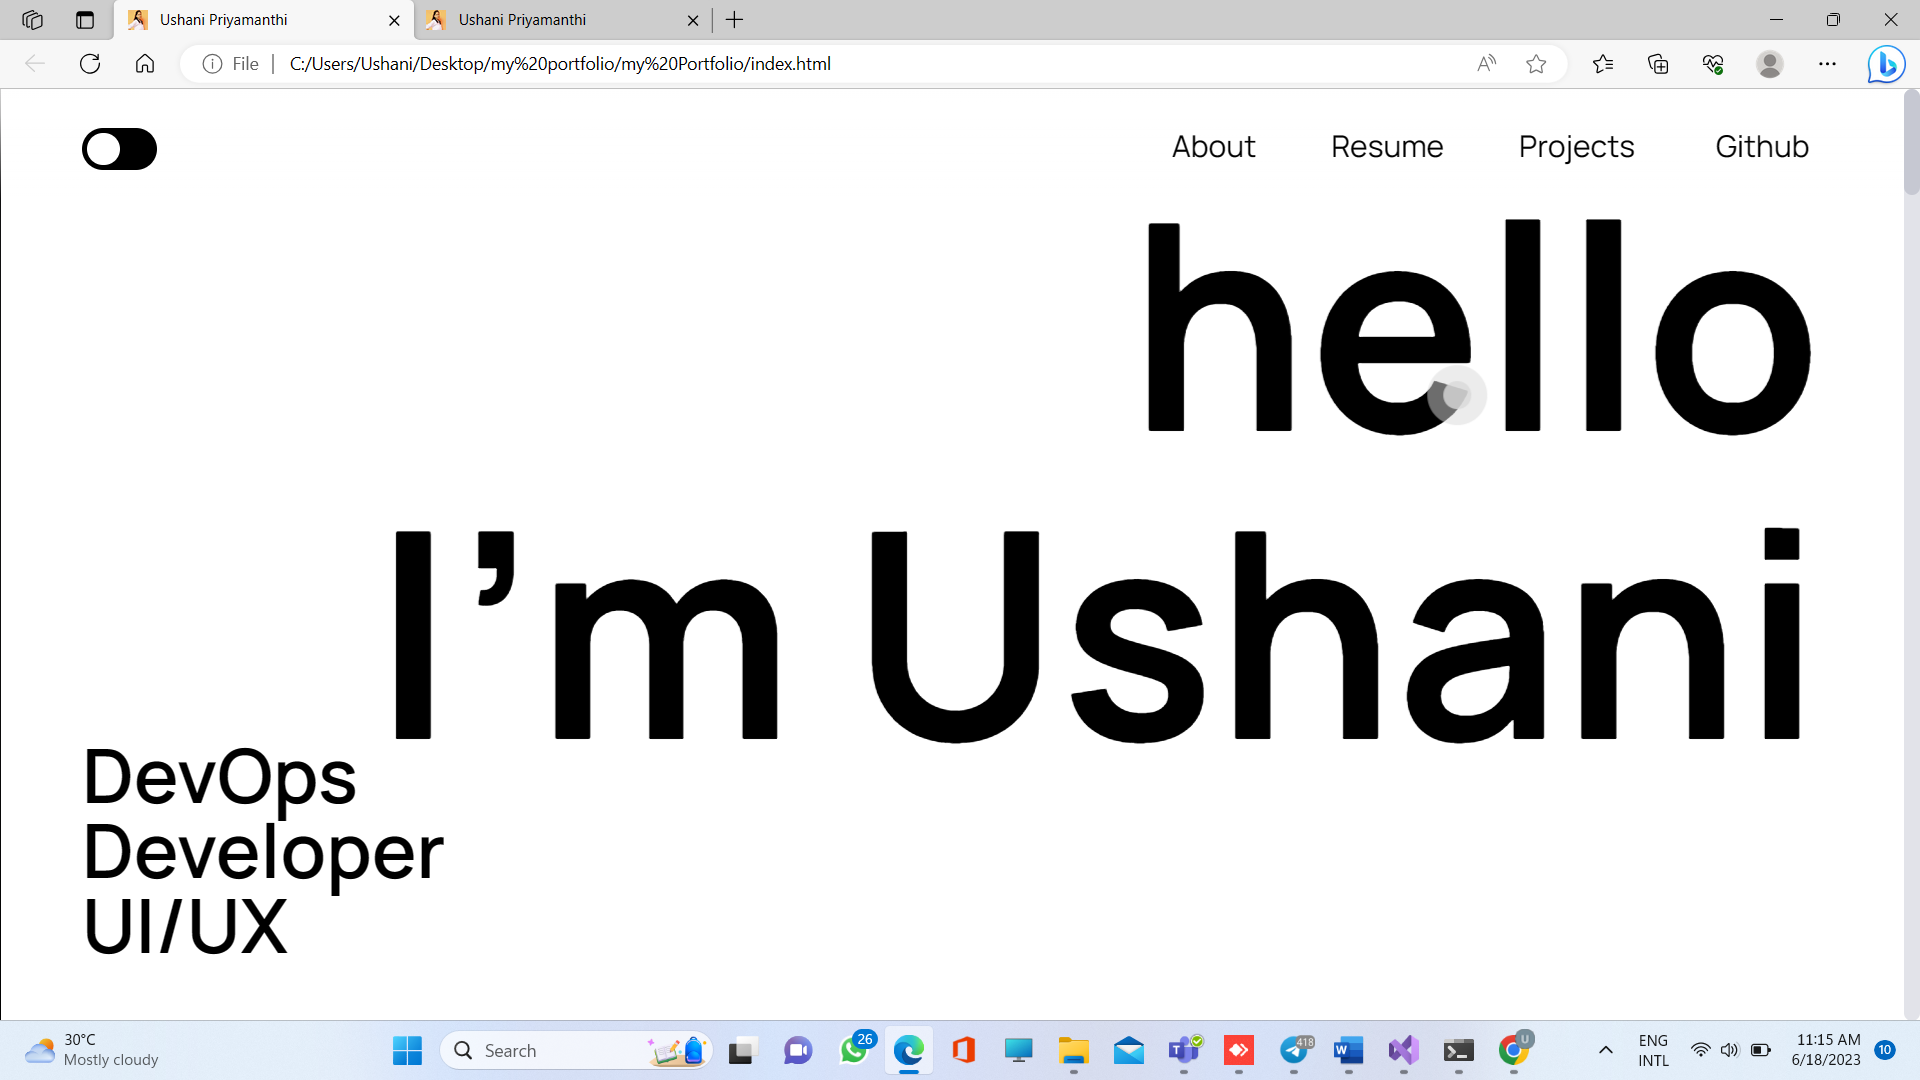 Ushani Priyamanthi
Ushani Priyamanthi
File
C:/Users/Ushani/Desktop/my%20portfolio/my%20Portfolio/index.html
About
Resume
Projects
Github
hello
I’m Ushani
DevOps
Developer
UI/UX
30°C
Mostly cloudy
Search
26
418
U
ENG
INTL
11:15 AM
6/18/2023
10